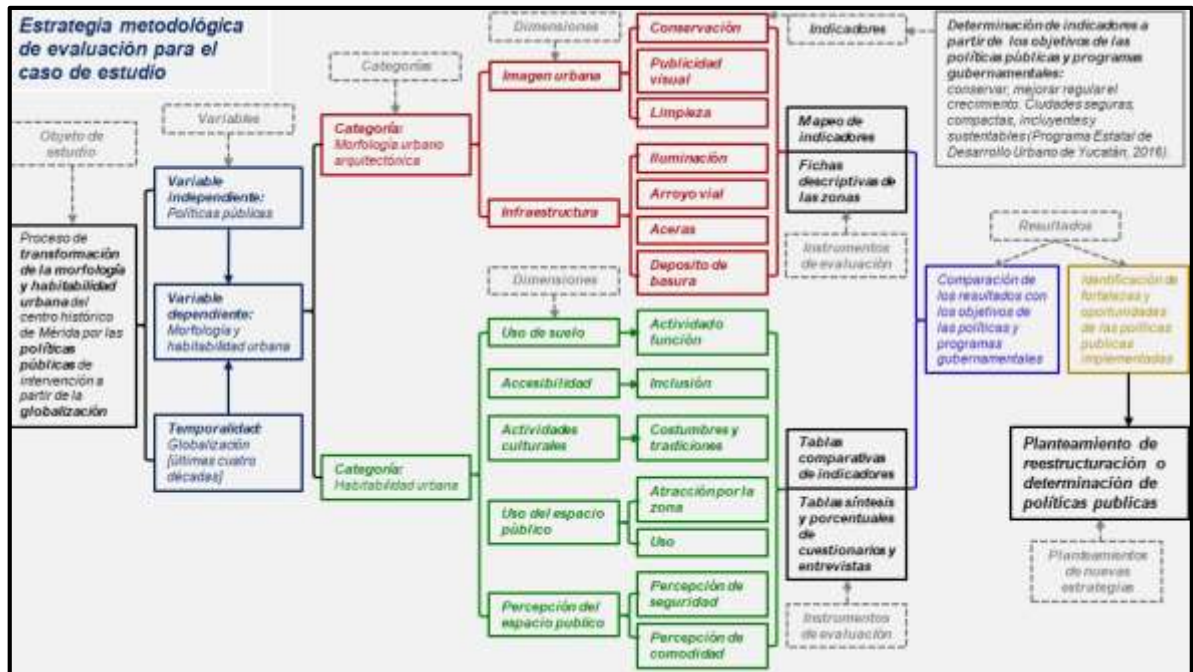 Estrategia metodológica
de evaluación para el
caso de estudio
Objeto de
estudio
Proceso de
transformación
de la morfología
y habitabilidad
urbana del
centro histórico
de Mérida por las
políticas
públicas de
intervención a
partir de la
globalización
Variables
Variable
independiente:
Políticas públicas
Variable
dependiente:
Morfología y
habitabilidad urbana
Temporalidad:
Globalización
[últimas cuatro
décadas]
Categorías
Categoría:
Morfología urbano
arquitectónica
Categoría:
Habitabilidad urbana
Dimensiones
Imagen urbana
Infraestructura
Dimensiones
Uso de suelo
Accesibilidad
Actividades
culturales
Uso del espacio
público
Percepción del
espacio publico
Conservación
Publicidad
visual
Limpieza
Iluminación
Arroyo vial
Aceras
Deposito de
basura
Actividad o
función
Inclusión
Costumbres y
tradiciones
Atracción por la
zona
Uso
Percepción de
seguridad
Percepción de
comodidad
Indicadores
Mapeo de
indicadores
Fichas
descriptivas de
las zonas
Instrumentos
de evaluación
Tablas
comparativas
de indicadores
Tablas síntesis
y porcentuales
de
cuestionarios y
entrevistas
Instrumentos
de evaluación
Determinación de indicadores a
partir de los objetivos de las
políticas públicas y programas
gubernamentales:
conservar, mejorar regular el
crecimiento. Ciudades seguras,
compactas, incluyentes y
sustentables (Programa Estatal de
Desarrollo Urbano de Yucatán, 2016).
Resultados
Comparación de
los resultados con
los objetivos de
las políticas y
programas
gubernamentales
Identificación de
fortalezas y
oportunidades
de las políticas
publicas
implementadas
Planteamiento de
reestructuración o
determinación de
políticas publicas
Planteamientos
de nuevas
estrategias